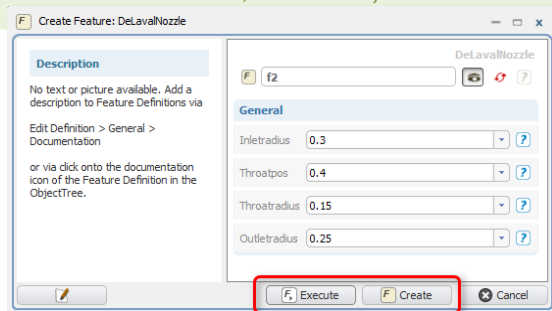 Create Feature: DeLavalNozzle
Description
No text or picture available. Add a
description to Feature Definitions via
Edit Definition > General >
Documentation
or via click onto the documentation
icon of the Feature Definition in the
ObjectTree.
DeLavalNozzle
f2
General
Inletradius 0.3
Throatpos 0.4
Throatradius 0.15
Outletradius 0.25
Execute Create Cancel